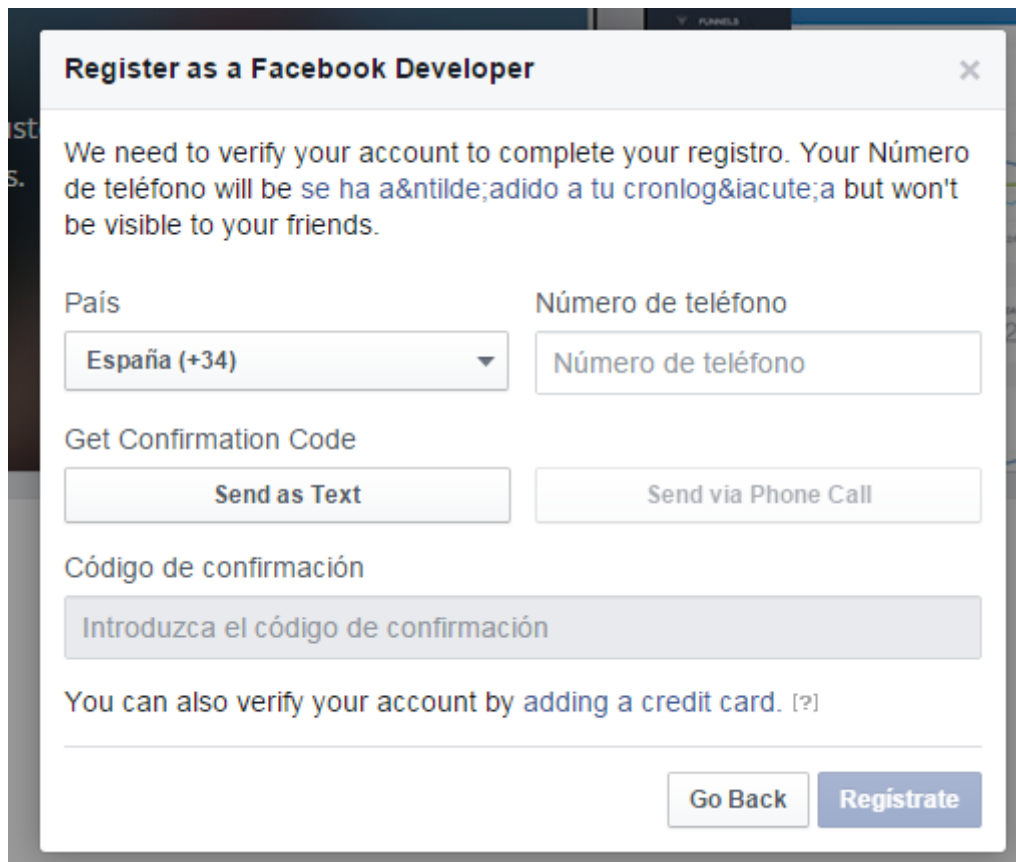 FUNNELS
Register as a Facebook Developer ×
ist
s.
We need to verify your account to complete your registro. Your Número
de teléfono will be se ha a&ntilde;adido a tu cronlog&iacute;a but won't
be visible to your friends.
País Número de teléfono
España (+34) Número de teléfono
Get Confirmation Code
Send as Text Send via Phone Call
Código de confirmación
Introduzca el código de confirmación
You can also verify your account by adding a credit card. [?]
Go Back Regístrate